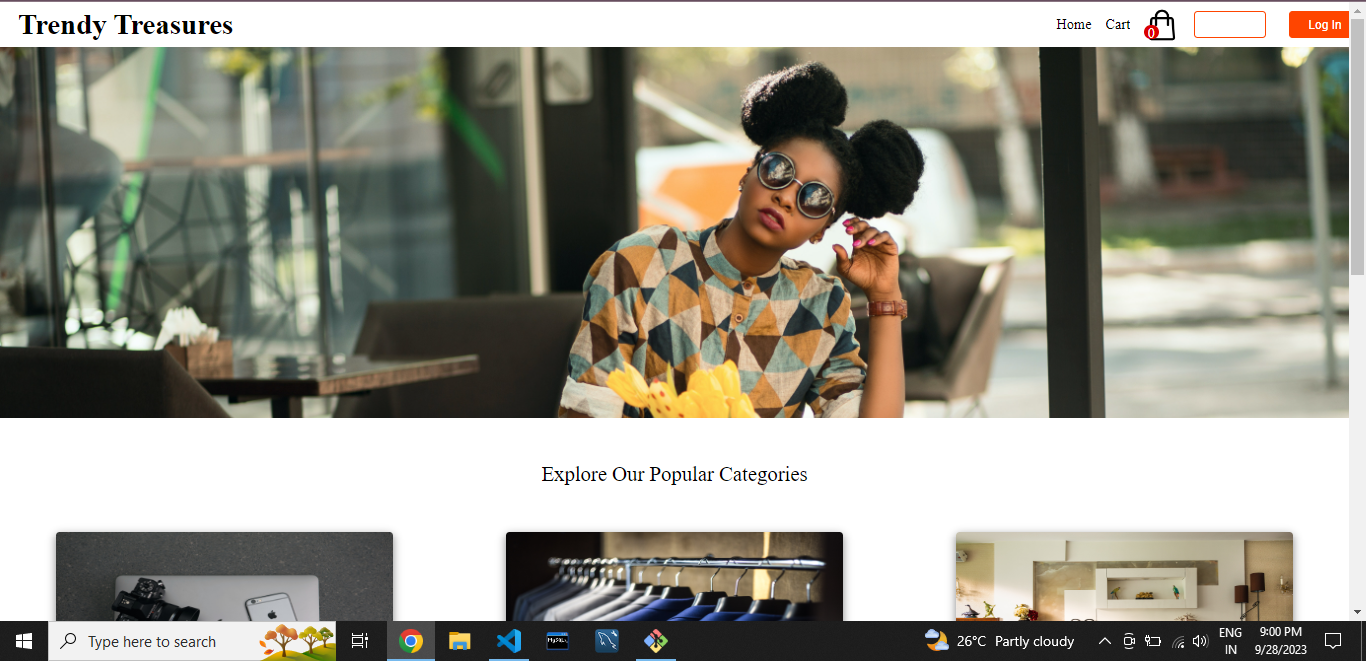 Trendy Treasures
Home Cart 0 Log In
Explore Our Popular Categories
Type here to search
MySQL
26°C Partly cloudy
ENG
IN
9:00 PM
9/28/2023